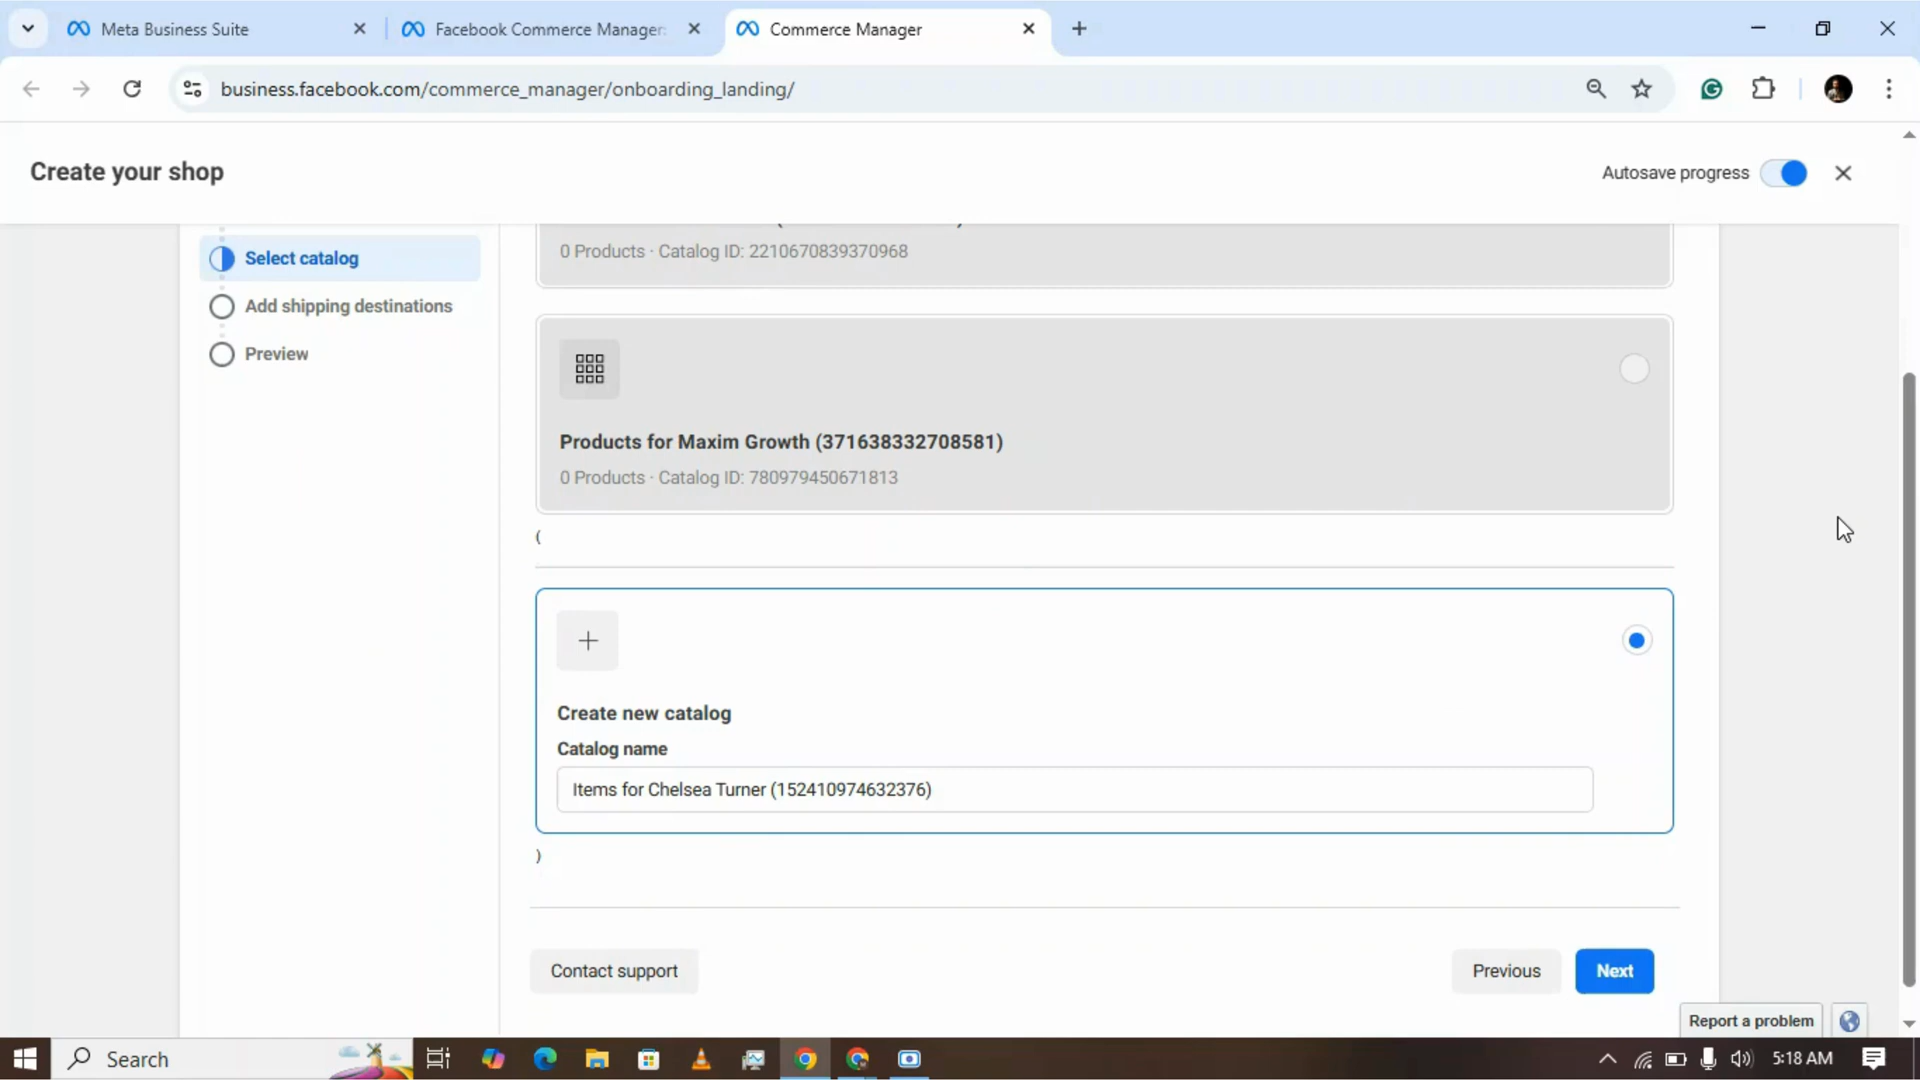 Meta Business Suite
Facebook Commerce Manager:
Commerce Manager
business.facebook.com/commerce_manager/onboarding_landing/
Create your shop
Autosave progress
Select catalog
Add shipping destinations
Preview
0 Products · Catalog ID: 2210670839370968
Products for Maxim Growth (371638332708581)
0 Products · Catalog ID: 780979450671813
(
Create new catalog
Catalog name
Items for Chelsea Turner (152410974632376)
)
Contact support
Previous
Next
Report a problem
Search
5:18 AM